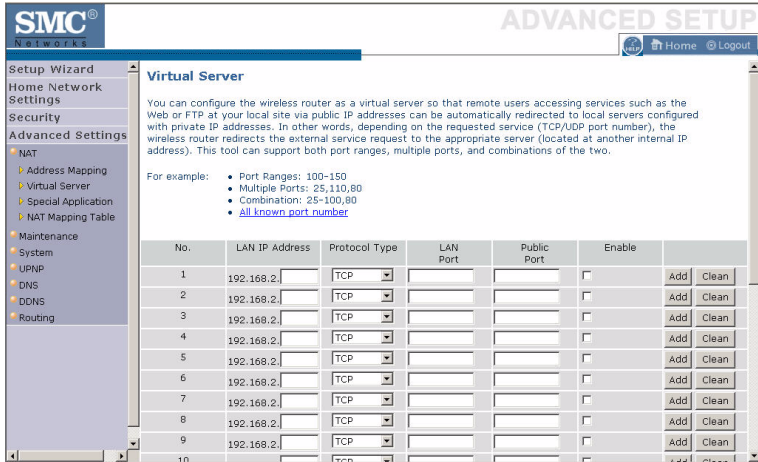 SMC®
Networks
ADVANCED SETUP
HELP
Home
Logout
Setup Wizard
Home Network
Settings
Security
Advanced Settings
NAT
Address Mapping
Virtual Server
Special Application
NAT Mapping Table
Maintenance
System
UPNP
DNS
DDNS
Routing
Virtual Server
You can configure the wireless router as a virtual server so that remote users accessing services such as the
Web or FTP at your local site via public IP addresses can be automatically redirected to local servers configured
with private IP addresses. In other words, depending on the requested service (TCP/UDP port number), the
wireless router redirects the external service request to the appropriate server (located at another internal IP
address). This tool can support both port ranges, multiple ports, and combinations of the two.
For example:
Port Ranges: 100-150
Multiple Ports: 25,110,80
Combination: 25-100,80
All known port number
No. LAN IP Address Protocol Type LAN Port Public Port Enable
1 192.168.2. TCP Add Clean
2 192.168.2. TCP Add Clean
3 192.168.2. TCP Add Clean
4 192.168.2. TCP Add Clean
5 192.168.2. TCP Add Clean
6 192.168.2. TCP Add Clean
7 192.168.2. TCP Add Clean
8 192.168.2. TCP Add Clean
9 192.168.2. TCP Add Clean
10 TCP Add Clean